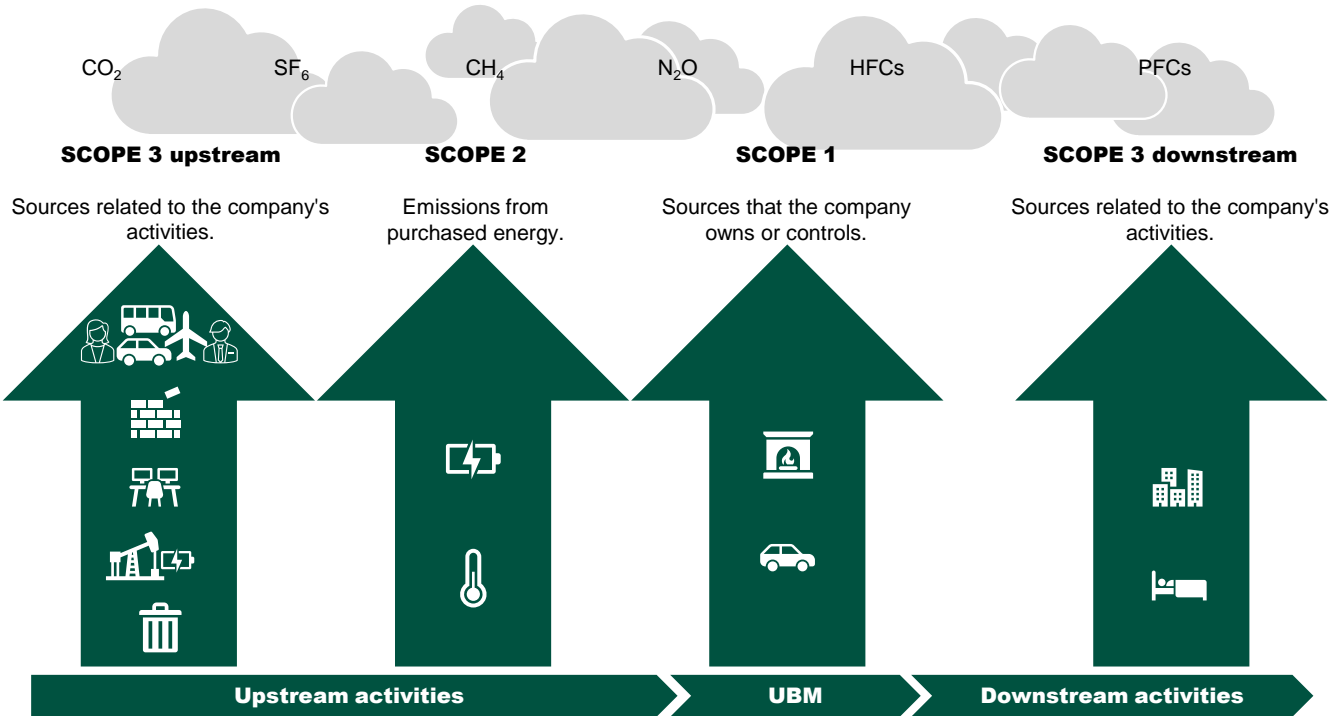 CO₂ SF₆ CH₄ N₂O HFCs PFCs
SCOPE 3 upstream
Sources related to the company's
activities.
SCOPE 2
Emissions from
purchased energy.
SCOPE 1
Sources that the company
owns or controls.
SCOPE 3 downstream
Sources related to the company's
activities.
Upstream activities
UBM
Downstream activities